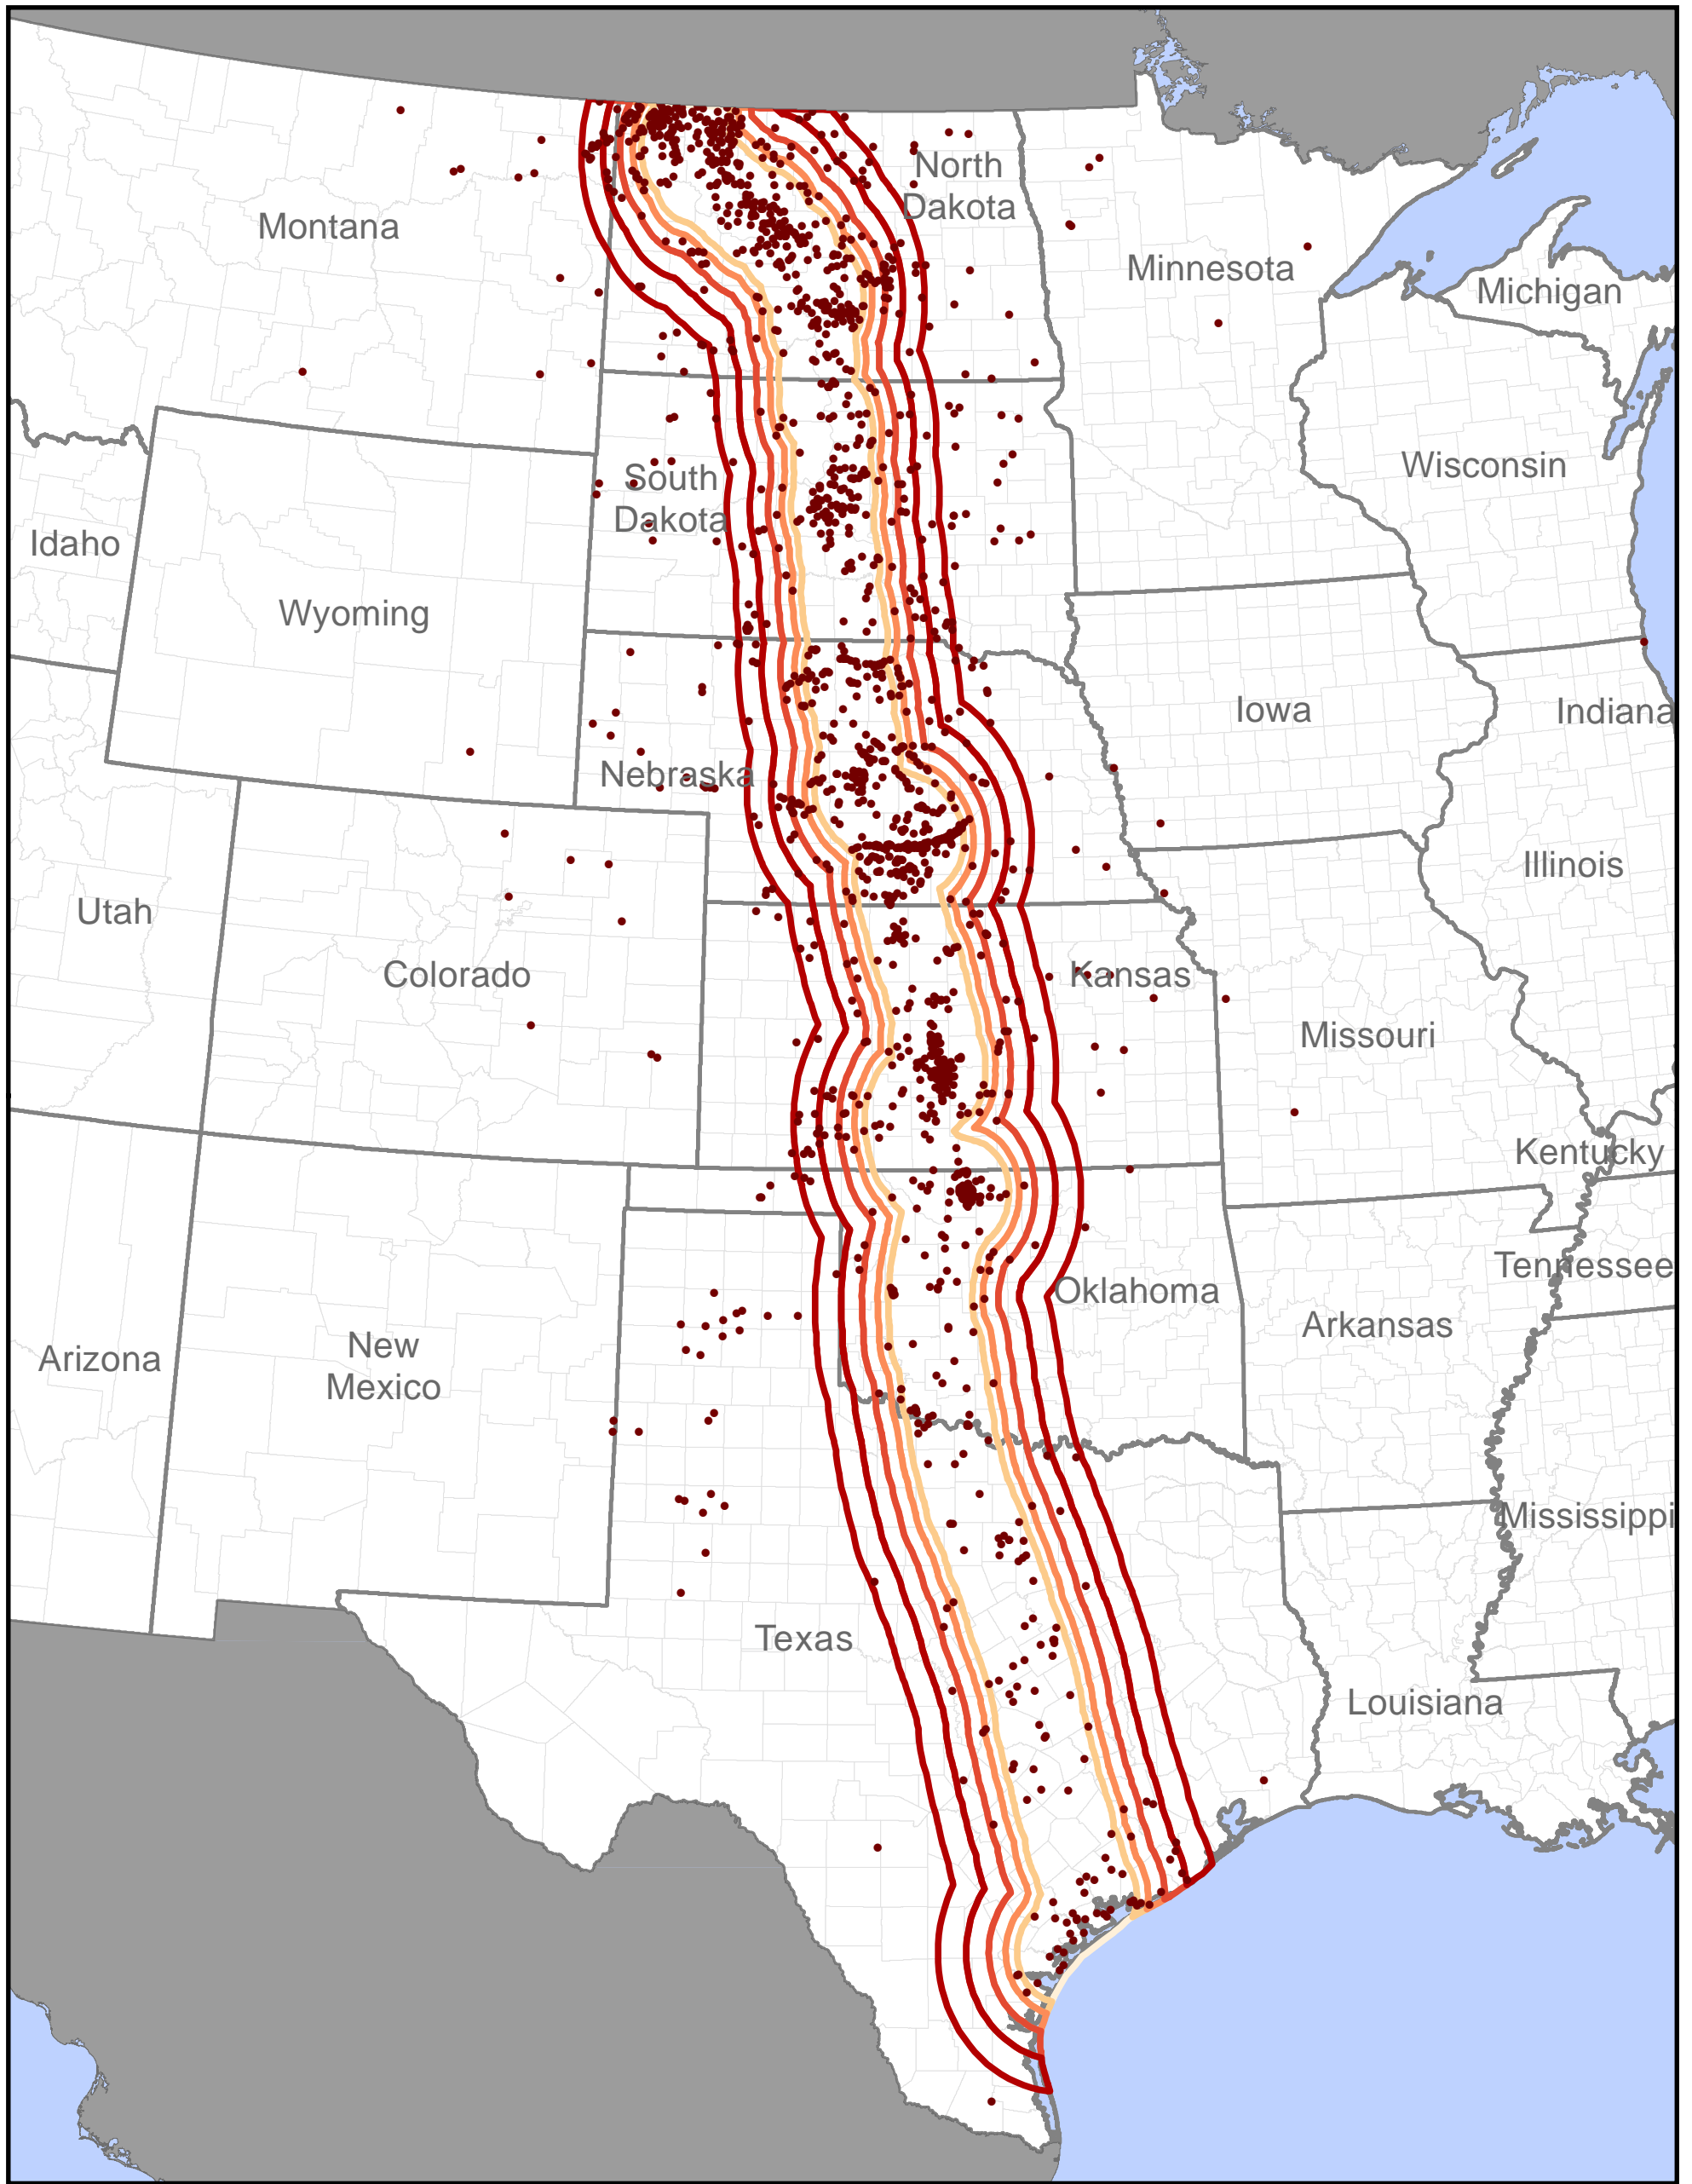 North
Dakota
Montana
Minnesota
Michigan
South
Dakota
Wisconsin
Idaho
Wyoming
Iowa
Indiana
Nebraska
Illinois
Utah
Colorado
Kansas
Missouri
Kentucky
Tennessee
Oklahoma
Arkansas
New
Mexico
Arizona
Mississippi
Texas
Louisiana